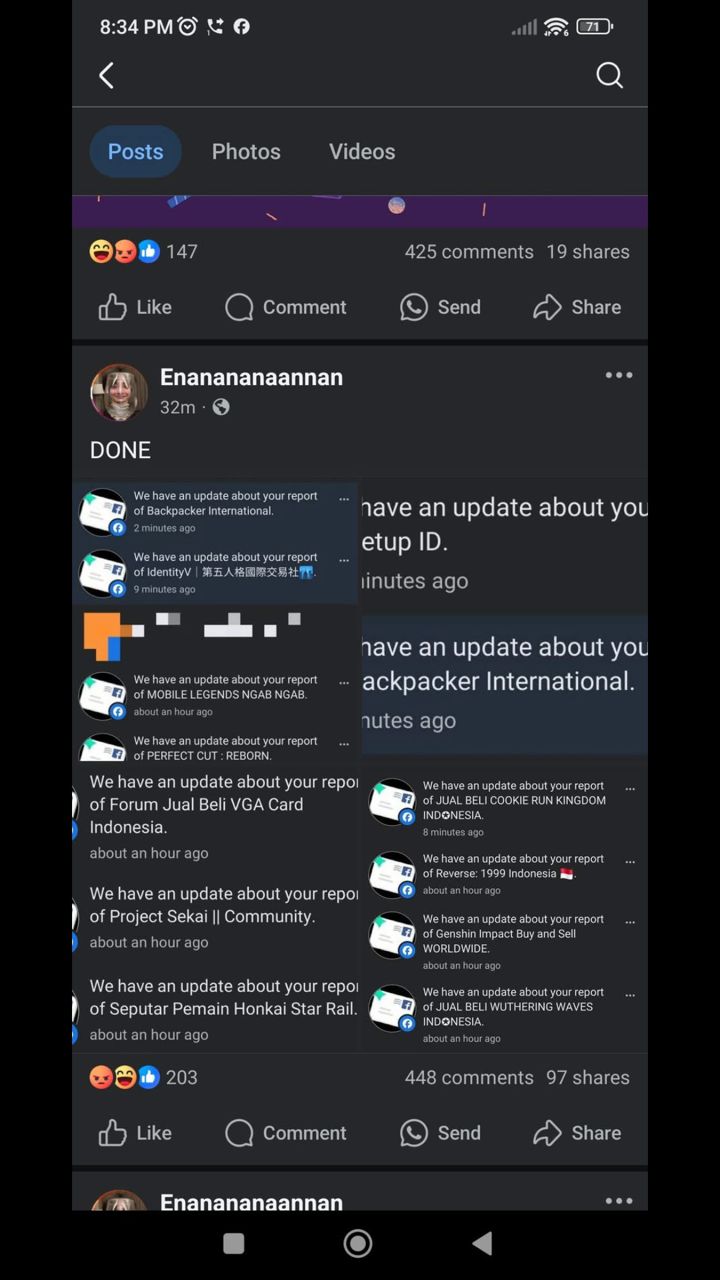 8:34 PM
71
Posts
Photos
Videos
147
425 comments
19 shares
Like
Comment
Send
Share
Enanananaannan
32m ·
DONE
We have an update about your report
of Backpacker International.
2 minutes ago
We have an update about your report
of IdentityV｜第五人格國際交易社
9 minutes ago
We have an update about your report
of MOBILE LEGENDS NGAB NGAB.
about an hour ago
We have an update about your report
of PERFECT CUT : REBORN.
have an update about you
etup ID.
inutes ago
have an update about you
ackpacker International.
nutes ago
We have an update about your repor
of Forum Jual Beli VGA Card
Indonesia.
about an hour ago
We have an update about your repor
of Project Sekai || Community.
about an hour ago
We have an update about your repor
of Seputar Pemain Honkai Star Rail.
about an hour ago
We have an update about your report
of JUAL BELI COOKIE RUN KINGDOM
IND✪NESIA.
8 minutes ago
We have an update about your report
of Reverse: 1999 Indonesia 🇮🇩.
about an hour ago
We have an update about your report
of Genshin Impact Buy and Sell
WORLDWIDE.
about an hour ago
We have an update about your report
of JUAL BELI WUTHERING WAVES
IND✪NESIA.
about an hour ago
203
448 comments
97 shares
Like
Comment
Send
Share
Enanananaannan